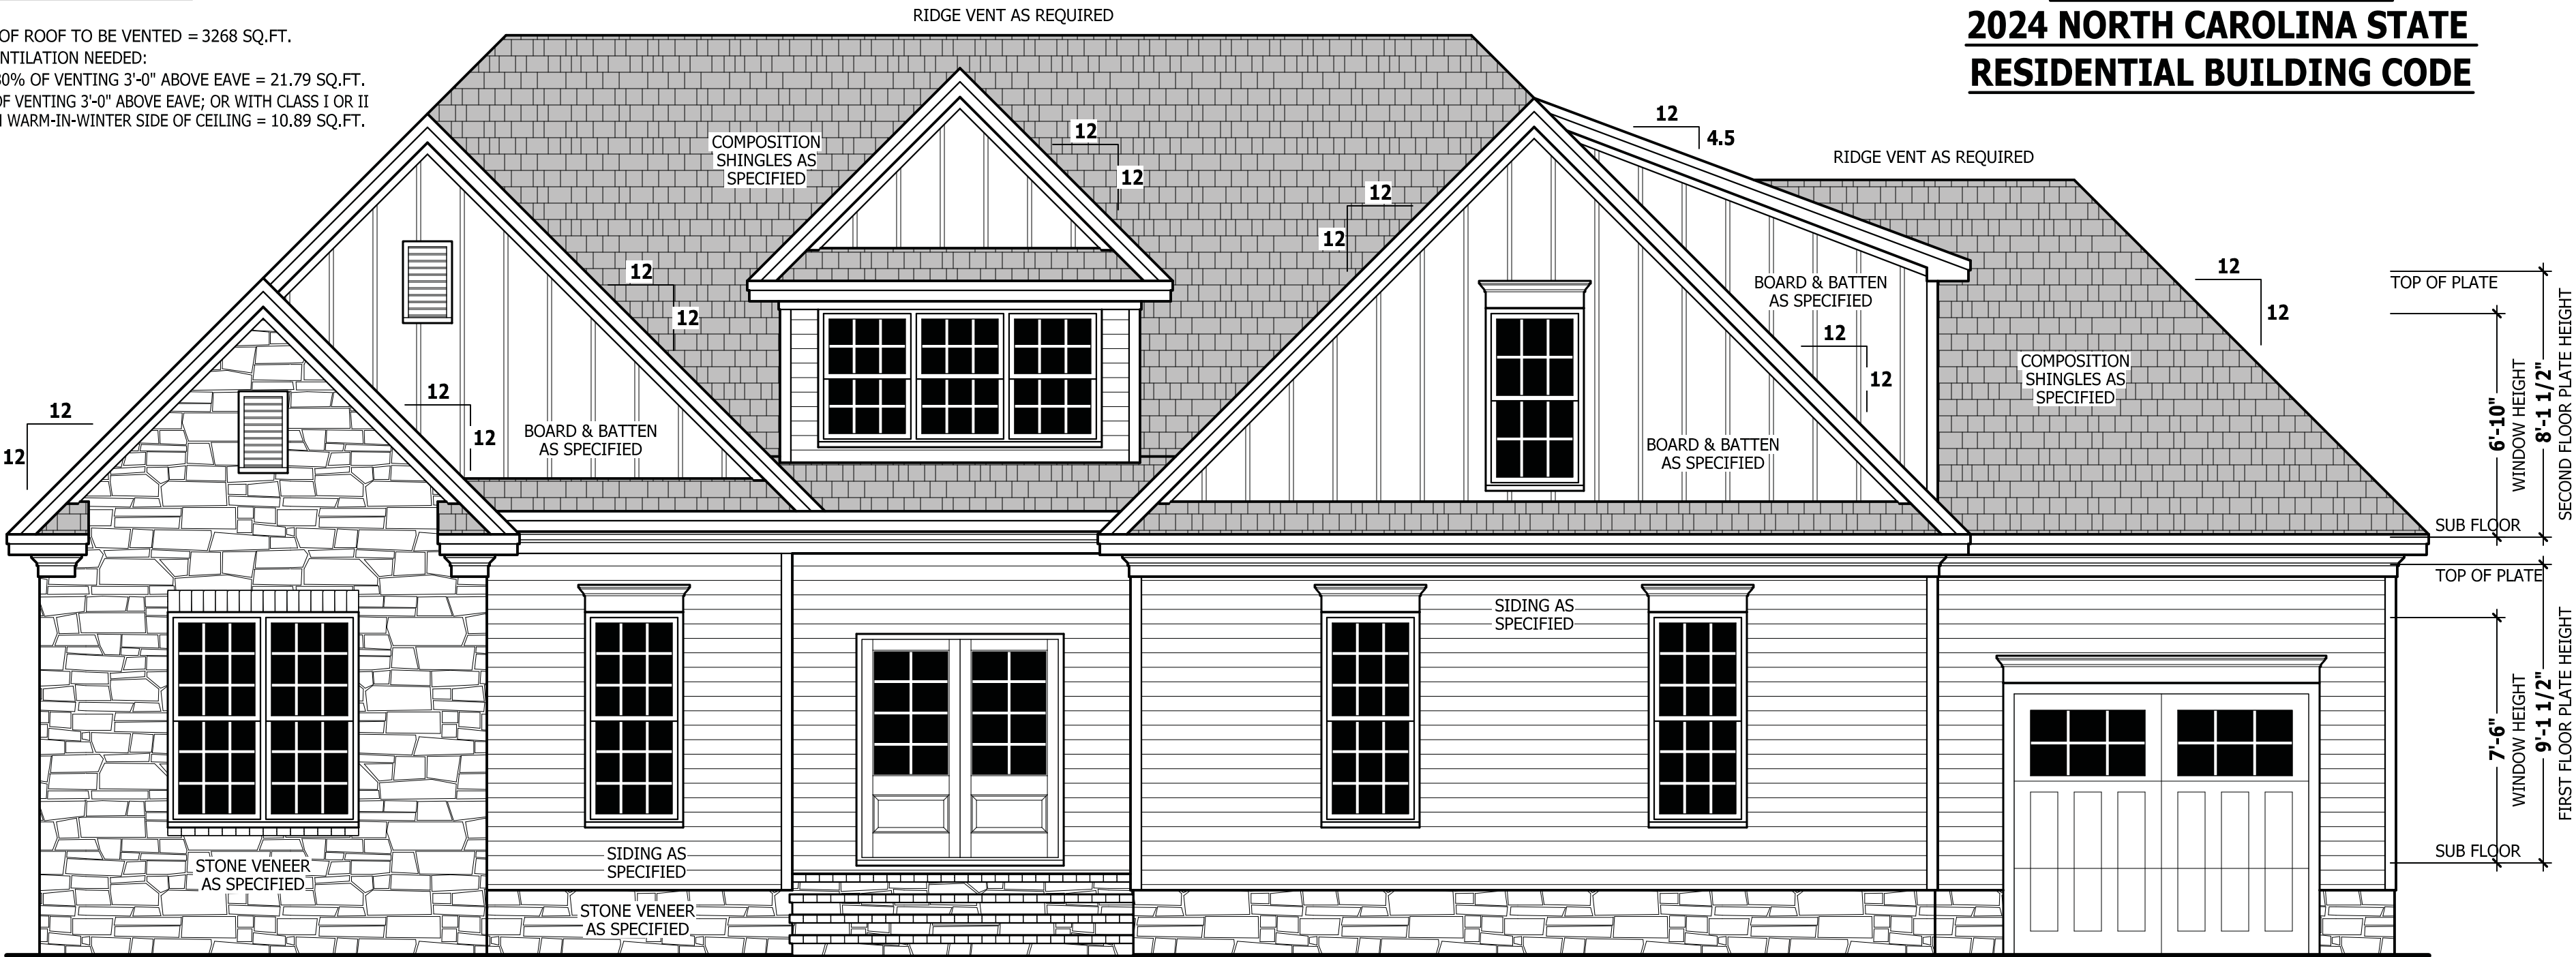 RIDGE VENT AS REQUIRED
2024 NORTH CAROLINA STATE
RESIDENTIAL BUILDING CODE
OF ROOF TO BE VENTED = 3268 SQ.FT.
NEEDED:
OF VENTING 3'-0" ABOVE EAVE = 21.79 SQ.FT.
OF VENTING 3'-0" ABOVE EAVE; OR WITH CLASS I OR II
WARM-IN-WINTER SIDE OF CEILING = 10.89 SQ.FT.
12
4.5
RIDGE VENT AS REQUIRED
COMPOSITION
SHINGLES AS
SPECIFIED
12
12
12
12
12
12
12
12
TOP OF PLATE
BOARD & BATTEN
AS SPECIFIED
12
12
COMPOSITION
SHINGLES AS
SPECIFIED
6'-10"
WINDOW HEIGHT
8'-1 1/2"
SECOND FLOOR PLATE HEIGHT
12
12
12
12
BOARD & BATTEN
AS SPECIFIED
BOARD & BATTEN
AS SPECIFIED
SUB FLOOR
TOP OF PLATE
SIDING AS
SPECIFIED
7'-6"
WINDOW HEIGHT
9'-1 1/2"
FIRST FLOOR PLATE HEIGHT
SUB FLOOR
STONE VENEER
AS SPECIFIED
SIDING AS
SPECIFIED
STONE VENEER
AS SPECIFIED